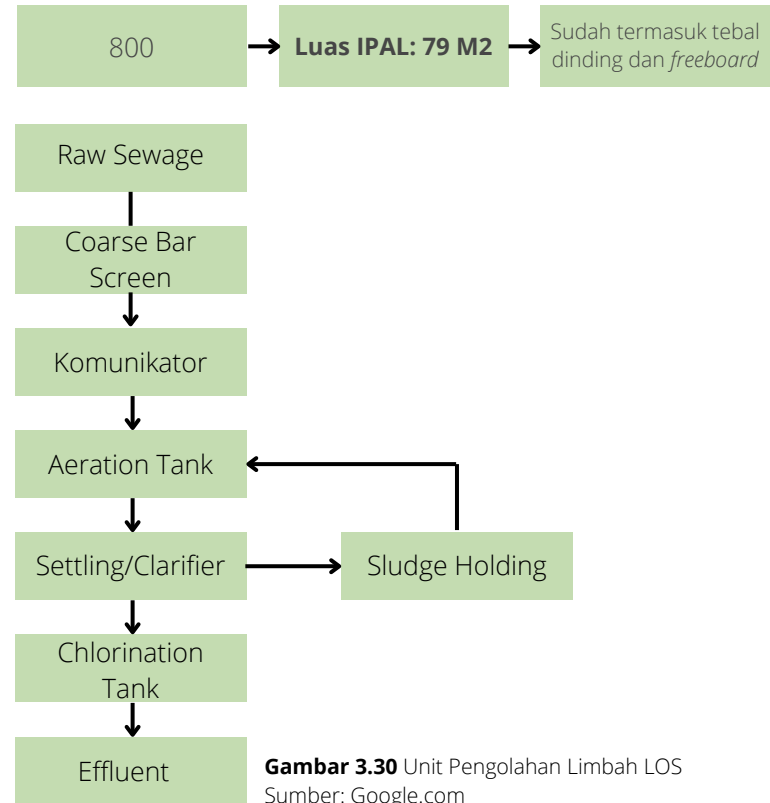 800
Luas IPAL: 79 M2
Sudah termasuk tebal
dinding dan freeboard
Raw Sewage
Coarse Bar
Screen
Komunikator
Aeration Tank
Settling/Clarifier
Sludge Holding
Chlorination
Tank
Effluent
Gambar 3.30 Unit Pengolahan Limbah LOS
Sumber: Google.com